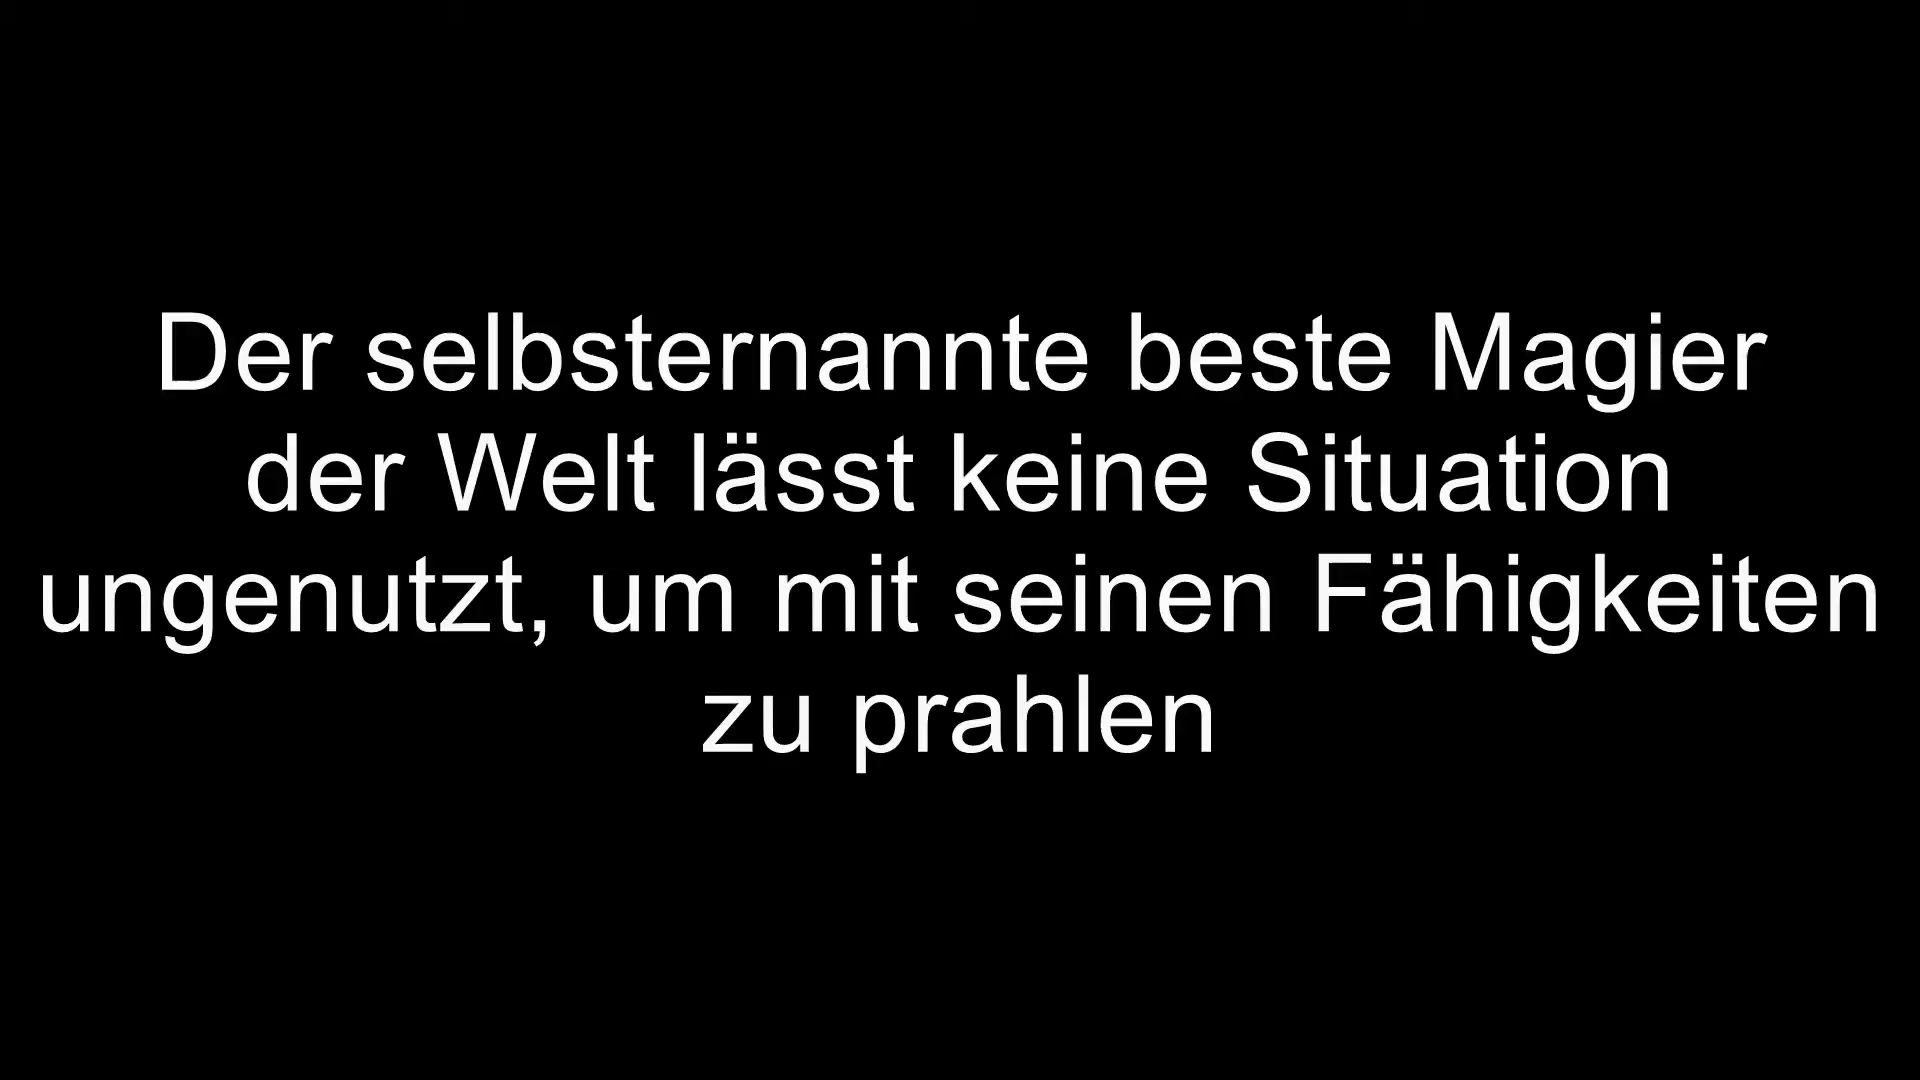 Der selbsternannte beste Magier
der Welt lässt keine Situation
ungenutzt, um mit seinen Fähigkeiten
zu prahlen